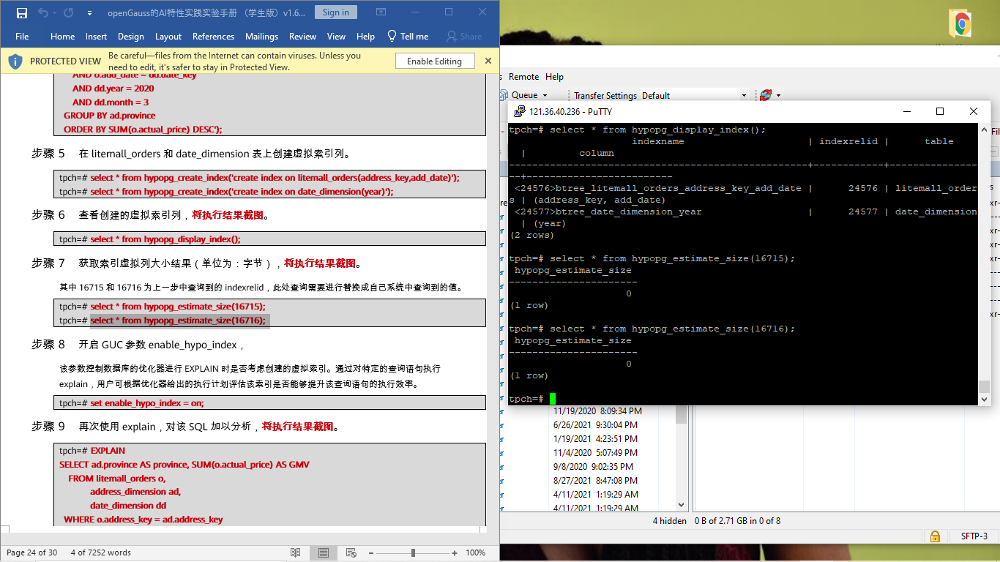 openGauss的AI特性实践实验手册 （学生版）v1.6...
Sign in
File Home Insert Design Layout References Mailings Review View Help Tell me Share
PROTECTED VIEW
Be careful—files from the Internet can contain viruses. Unless you
need to edit, it's safer to stay in Protected View.
Enable Editing
AND o.add_date = dd.date_key
AND dd.year = 2020
AND dd.month = 3
GROUP BY ad.province
ORDER BY SUM(o.actual_price) DESC');
步骤 5 在 litemall_orders 和 date_dimension 表上创建虚拟索引列。
tpch=# select * from hypopg_create_index('create index on litemall_orders(address_key,add_date)');
tpch=# select * from hypopg_create_index('create index on date_dimension(year)');
步骤 6 查看创建的虚拟索引列，将执行结果截图。
tpch=# select * from hypopg_display_index();
步骤 7 获取索引虚拟列大小结果（单位为：字节），将执行结果截图。
其中 16715 和 16716 为上一步中查询到的 indexrelid，此处查询需要进行替换成自己系统中查询到的值。
tpch=# select * from hypopg_estimate_size(16715);
tpch=# select * from hypopg_estimate_size(16716);
步骤 8 开启 GUC 参数 enable_hypo_index，
该参数控制数据库的优化器进行 EXPLAIN 时是否考虑创建的虚拟索引。通过对特定的查询语句执行
explain，用户可根据优化器给出的执行计划评估该索引是否能够提升该查询语句的执行效率。
tpch=# set enable_hypo_index = on;
步骤 9 再次使用 explain，对该 SQL 加以分析，将执行结果截图。
tpch=# EXPLAIN
SELECT ad.province AS province, SUM(o.actual_price) AS GMV
FROM litemall_orders o,
address_dimension ad,
date_dimension dd
WHERE o.address_key = ad.address_key
Page 24 of 30 4 of 7252 words 100%
s Remote Help
Queue Transfer Settings Default
121.36.40.236 - PuTTY
tpch=# select * from hypopg_display_index();
indexname | indexrelid | table
| column
----------------------------------------------------+------------+----------------
--+-------------------------
<24576>btree_litemall_orders_address_key_add_date | 24576 | litemall_order
s | (address_key, add_date)
<24577>btree_date_dimension_year | 24577 | date_dimension
| (year)
(2 rows)
tpch=# select * from hypopg_estimate_size(16715);
hypopg_estimate_size
----------------------
0
(1 row)
tpch=# select * from hypopg_estimate_size(16716);
hypopg_estimate_size
----------------------
0
(1 row)
tpch=#
11/19/2020 8:09:34 PM
6/26/2021 9:30:04 PM
1/19/2021 4:23:51 PM
11/4/2020 5:07:49 PM
9/8/2020 9:02:35 PM
8/27/2021 8:47:08 PM
4/11/2021 1:19:29 AM
4/11/2021 1:19:29 AM
4 hidden 0 B of 2.71 GB in 0 of 8
SFTP-3